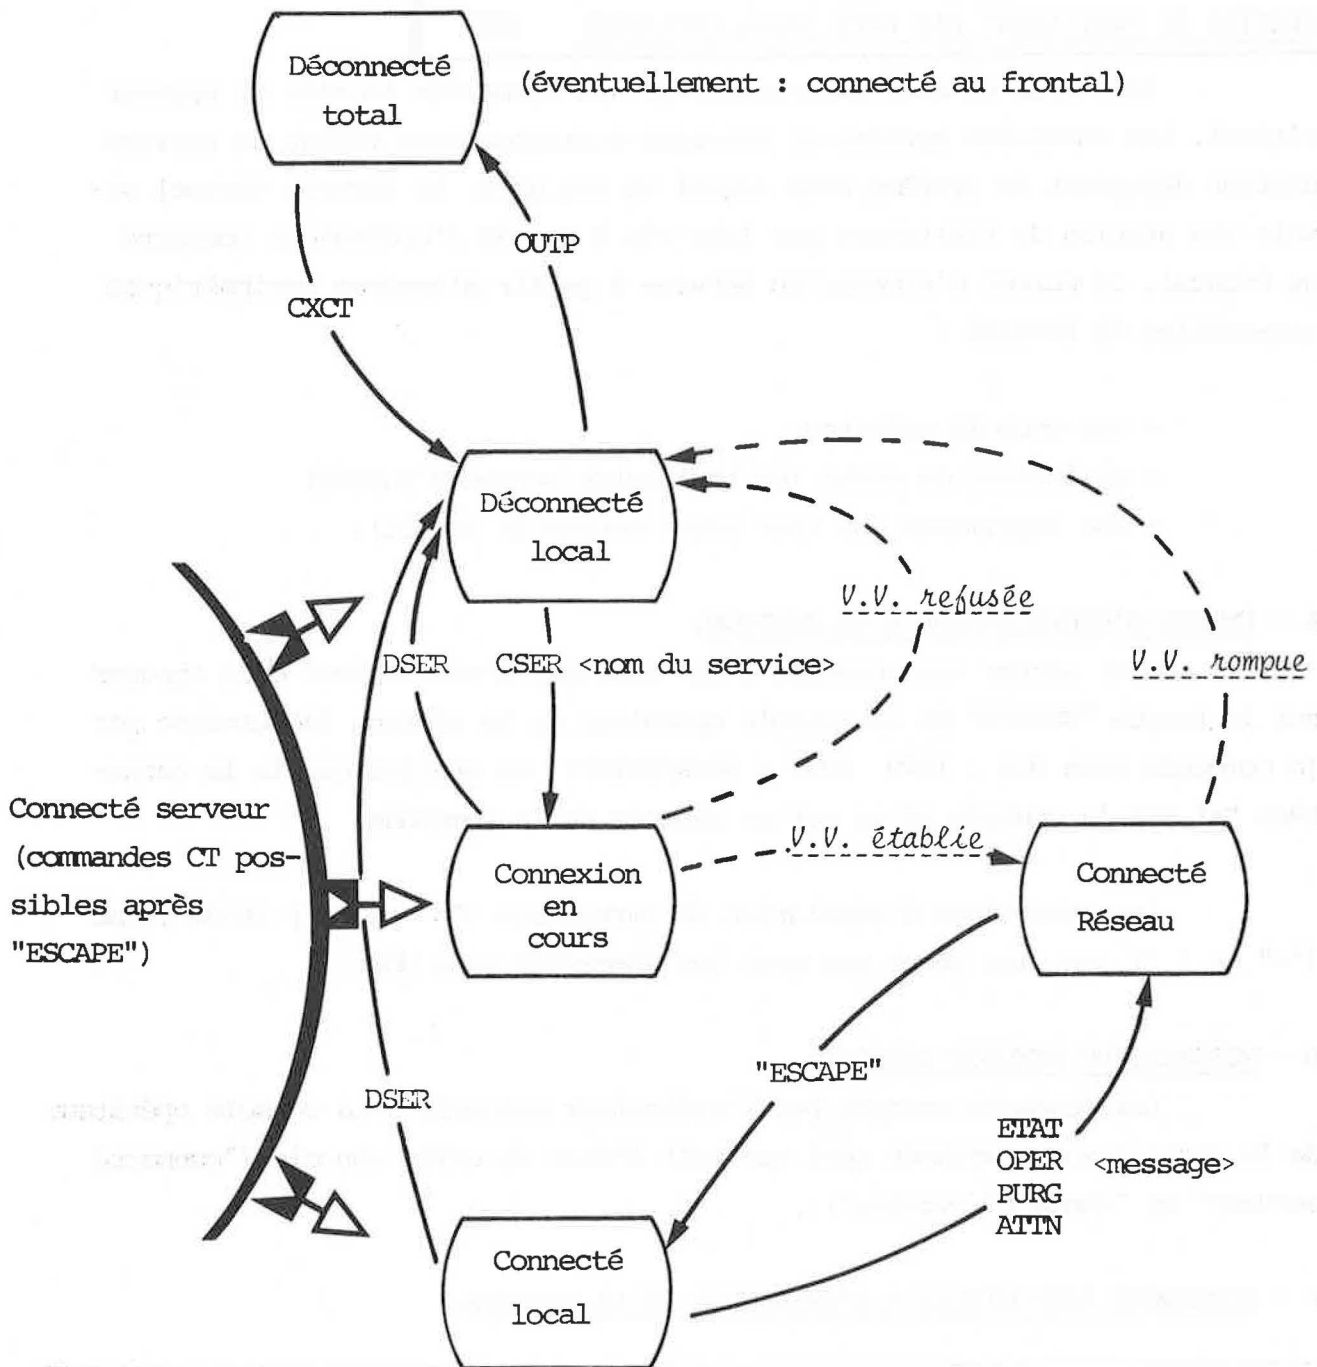 Déconnecté
total
(éventuellement : connecté au frontal)
OUTP
CXCT
Déconnecté
local
V.V. refusée
V.V. rompue
DSER
CSER <nom du service>
Connecté serveur
(commandes CT pos-
sibles après
"ESCAPE")
Connexion
en
cours
V.V. établie
Connecté
Réseau
"ESCAPE"
DSER
ETAT
OPER <message>
PURG
ATTN
Connecté
local